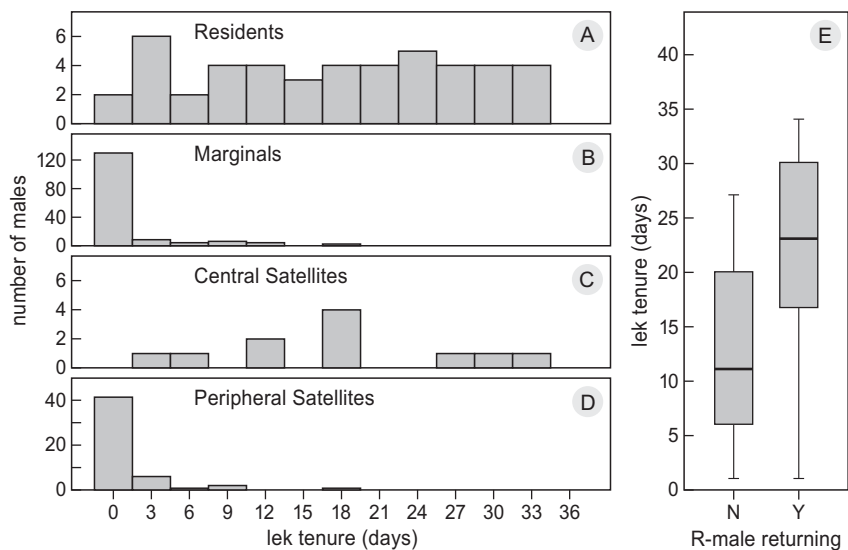 Residents
A
6
4
2
0
Marginals
B
120
80
40
0
Central Satellites
C
6
4
2
0
Peripheral Satellites
D
40
20
0
number of males
0 3 6 9 12 15 18 21 24 27 30 33 36
lek tenure (days)
E
40
35
30
25
20
15
10
5
0
lek tenure (days)
N Y
R-male returning